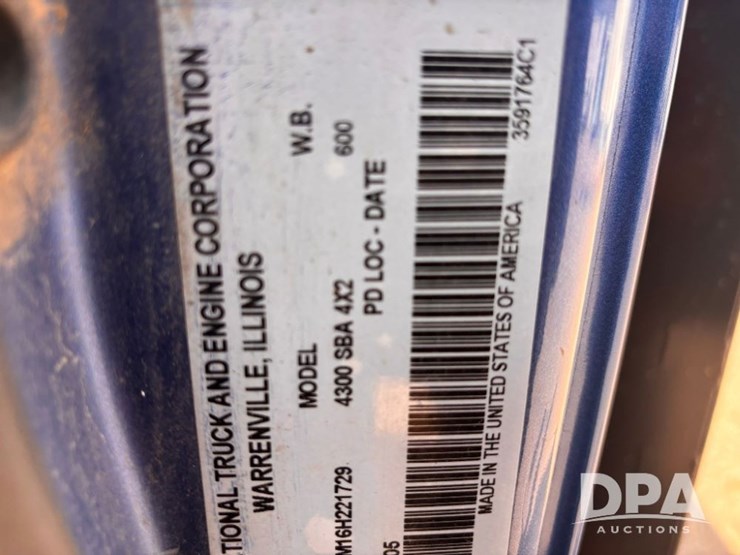 TIONAL TRUCK AND ENGINE CORPORATION
WARRENVILLE, ILLINOIS
MODEL W.B.
4300 SBA 4X2 600
M16H221729 PD LOC - DATE
05
MADE IN THE UNITED STATES OF AMERICA 3591764C1
DPA
AUCTIONS